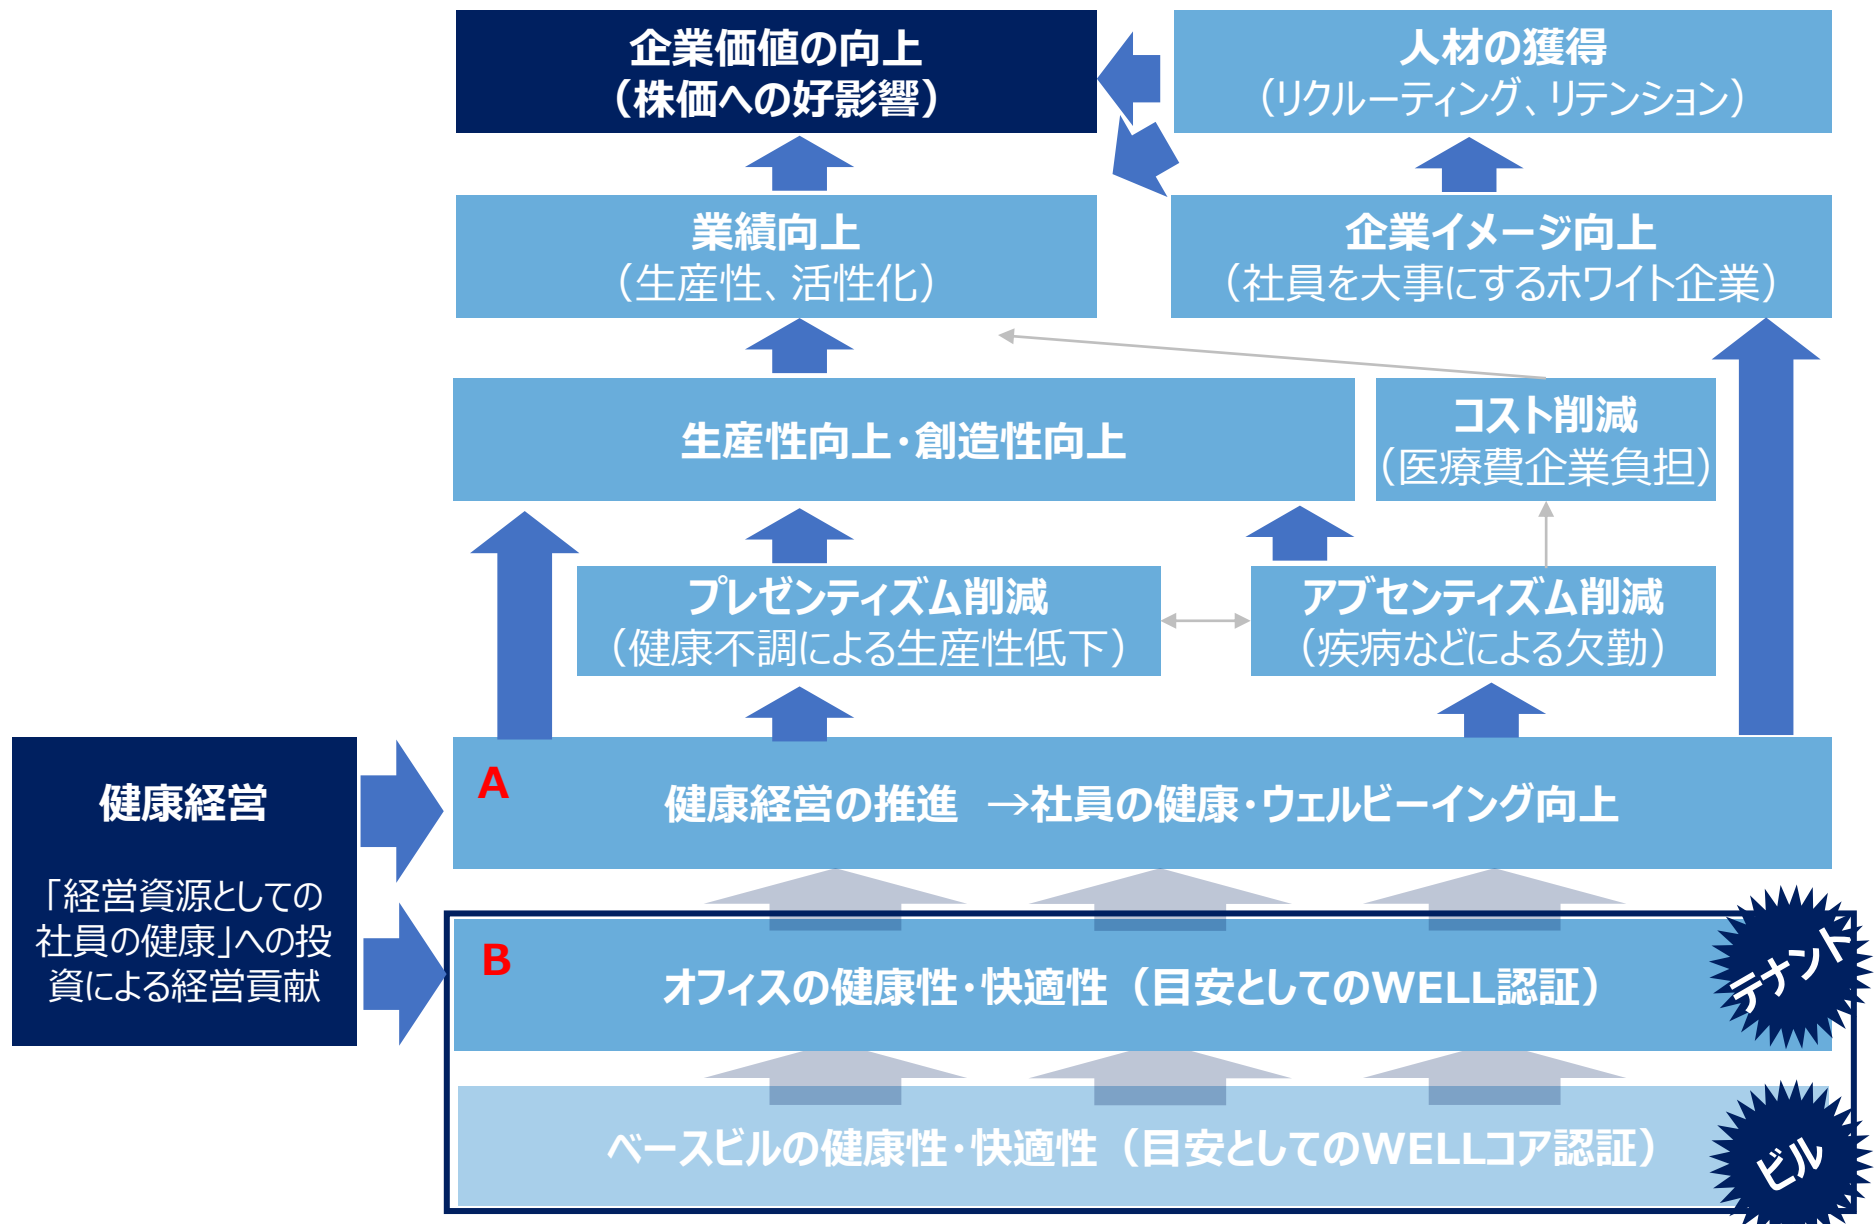 企業価値の向上
（株価への好影響）
人材の獲得
（リクルーティング、リテンション）
業績向上
（生産性、活性化）
企業イメージ向上
（社員を大事にするホワイト企業）
生産性向上・創造性向上
コスト削減
（医療費企業負担）
プレゼンティズム削減
（健康不調による生産性低下）
アブセンティズム削減
（疾病などによる欠勤）
健康経営
「経営資源としての
社員の健康」への投
資による経営貢献
A
健康経営の推進　→社員の健康・ウェルビーイング向上
B
オフィスの健康性・快適性（目安としてのWELL認証）
テナント
ベースビルの健康性・快適性（目安としてのWELLコア認証）
ビル